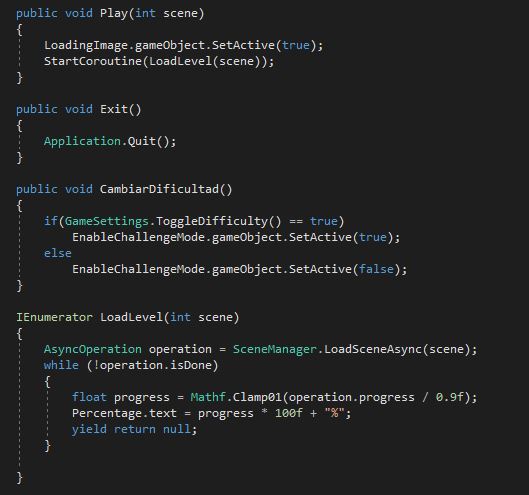 public void Play(int scene)
{
    LoadingImage.gameObject.SetActive(true);
    StartCoroutine(LoadLevel(scene));
}

public void Exit()
{
    Application.Quit();
}

public void CambiarDificultad()
{
    if(GameSettings.ToggleDifficulty() == true)
        EnableChallengeMode.gameObject.SetActive(true);
    else
        EnableChallengeMode.gameObject.SetActive(false);
}

IEnumerator LoadLevel(int scene)
{
    AsyncOperation operation = SceneManager.LoadSceneAsync(scene);
    while (!operation.isDone)
    {
        float progress = Mathf.Clamp01(operation.progress / 0.9f);
        Percentage.text = progress * 100f + "%";
        yield return null;
    }

}